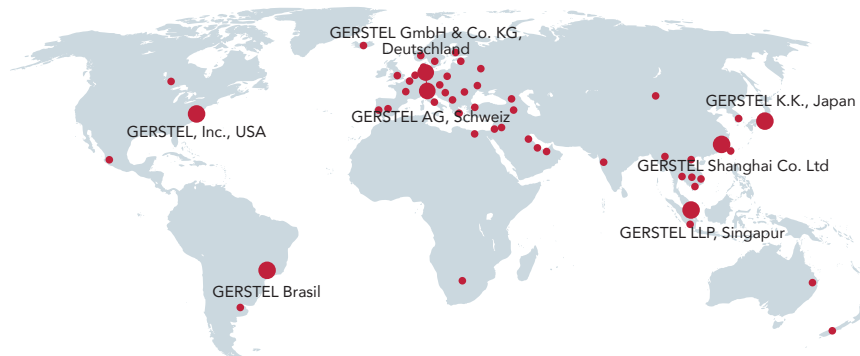 GERSTEL GmbH & Co. KG,
Deutschland
GERSTEL K.K., Japan
GERSTEL AG, Schweiz
GERSTEL, Inc., USA
GERSTEL Shanghai Co. Ltd
GERSTEL LLP, Singapur
GERSTEL Brasil